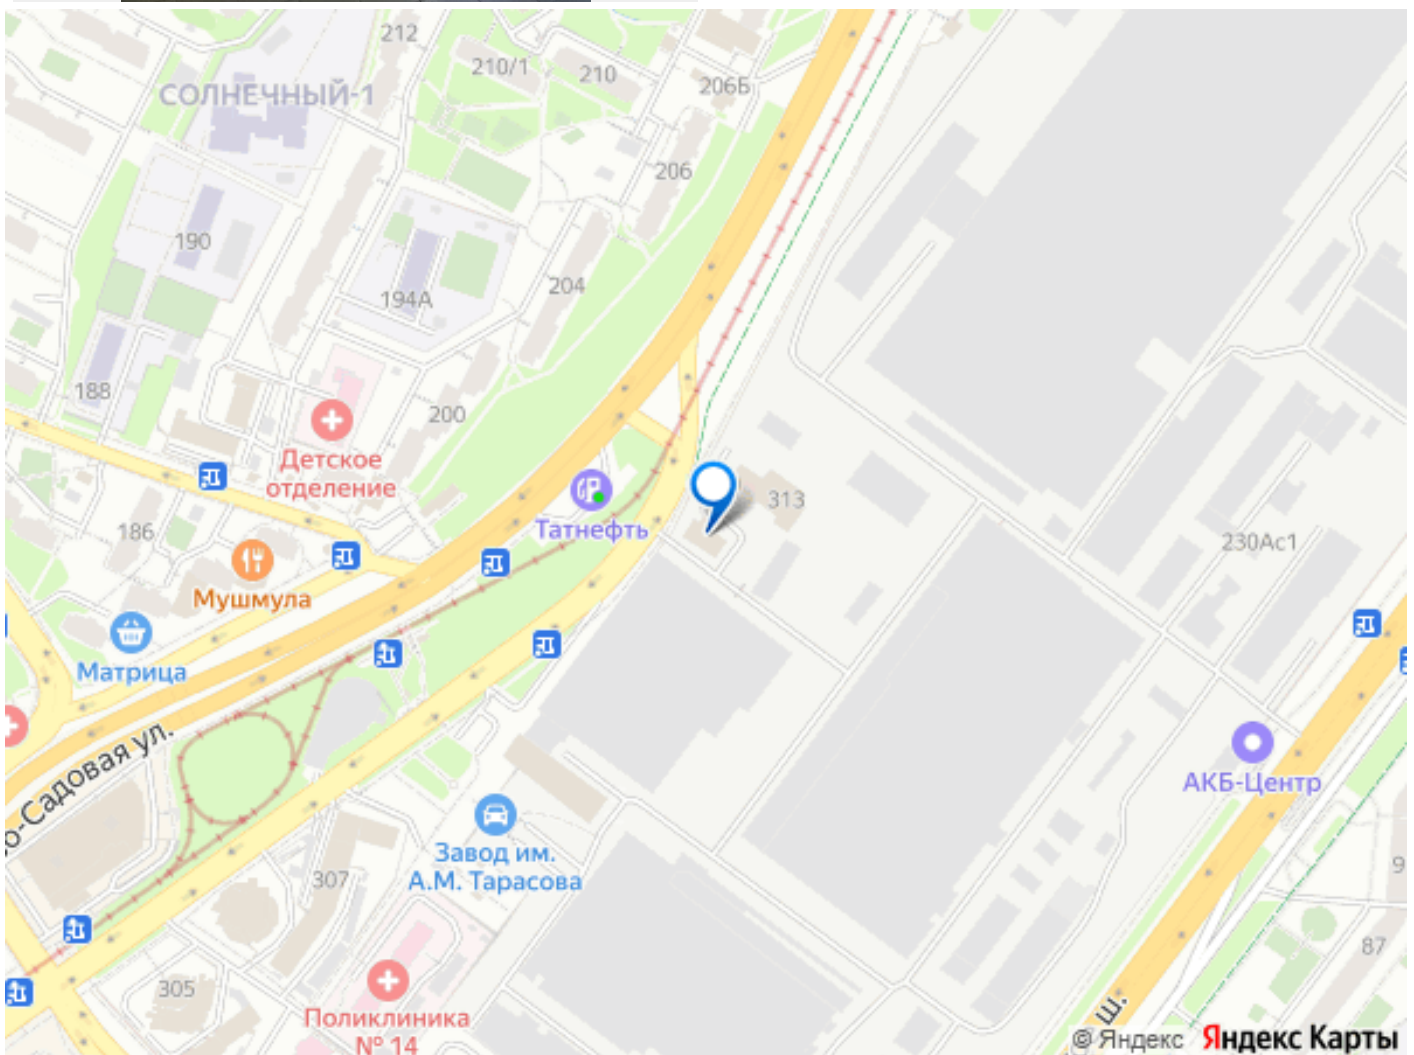 212
210/1
210
206Б
СОЛНЕЧНЫЙ-1
206
190
204
194А
188
200
Детское
отделение
313
Татнефть
186
230Ас1
Мушмула
Матрица
о-Садовая ул.
АКБ-Центр
Завод им.
А.М. Тарасова
307
9
87
305
Поликлиника
№ 14
Ш.
© Яндекс Яндекс Карты